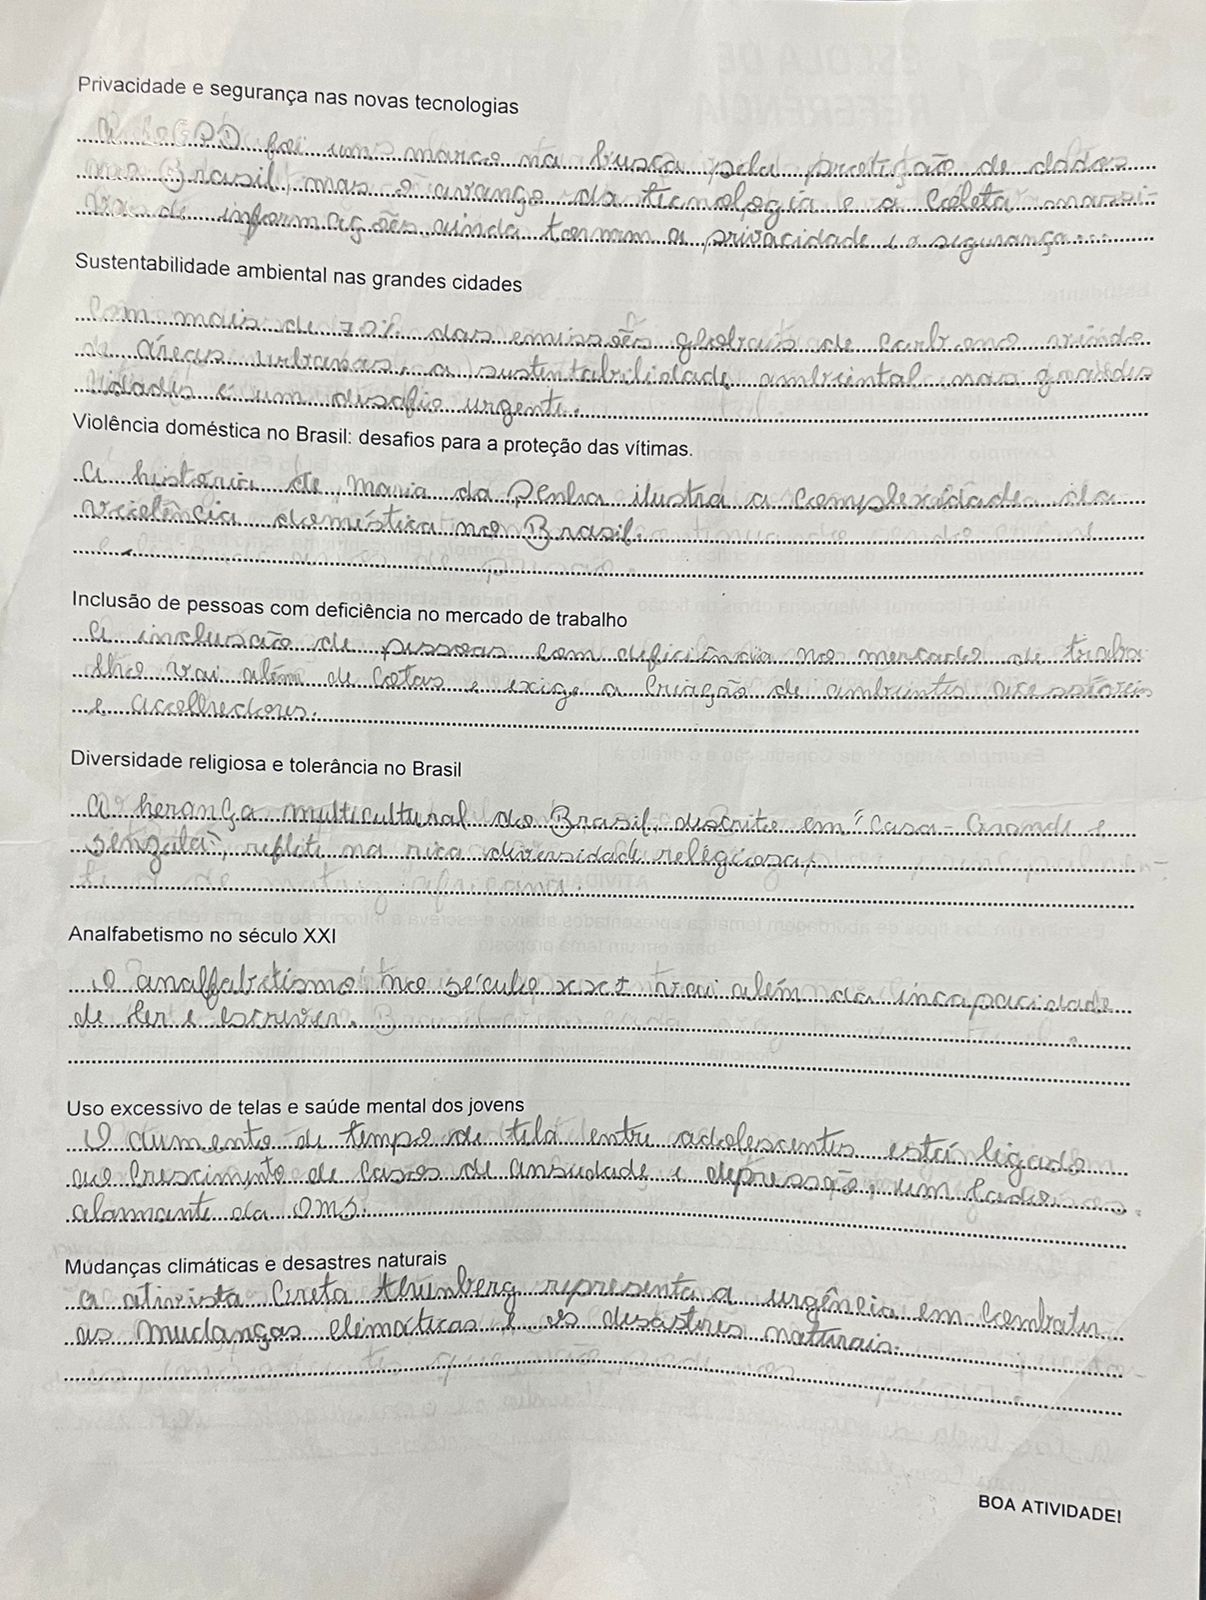 Privacidade e segurança nas novas tecnologias
A LGPD foi um marco na busca pela proteção de dados
no Brasil, mas o avanço da tecnologia e a coleta massi-
va de informações ainda tornam a privacidade e a segurança
Sustentabilidade ambiental nas grandes cidades
Com mais de 70% das emissões globais de carbono vindo
de áreas urbanas, a sustentabilidade ambiental nas grandes
cidades é um desafio urgente.
Violência doméstica no Brasil: desafios para a proteção das vítimas.
A história de Maria da Penha ilustra a complexidade da
violência doméstica no Brasil.
Inclusão de pessoas com deficiência no mercado de trabalho
A inclusão de pessoas com deficiência no mercado de traba
lho vai além de cotas e exige a criação de ambientes
e acolhedores.
Diversidade religiosa e tolerância no Brasil
A herança multicultural do Brasil, descrita em "Casa-Grande e
senzala", reflete na rica diversidade religiosa,
Analfabetismo no século XXI
O analfabetismo no século XXI vai além da incapacidade
de ler e escrever.
Uso excessivo de telas e saúde mental dos jovens
O aumento de tempo de tela entre adolescentes está ligado
ao crescimento de casos de ansiedade e depressão, um dado
alarmante da OMS.
Mudanças climáticas e desastres naturais
A ativista Greta Thunberg representa a urgência em combater
as mudanças climáticas e os desastres naturais.
BOA ATIVIDADE!